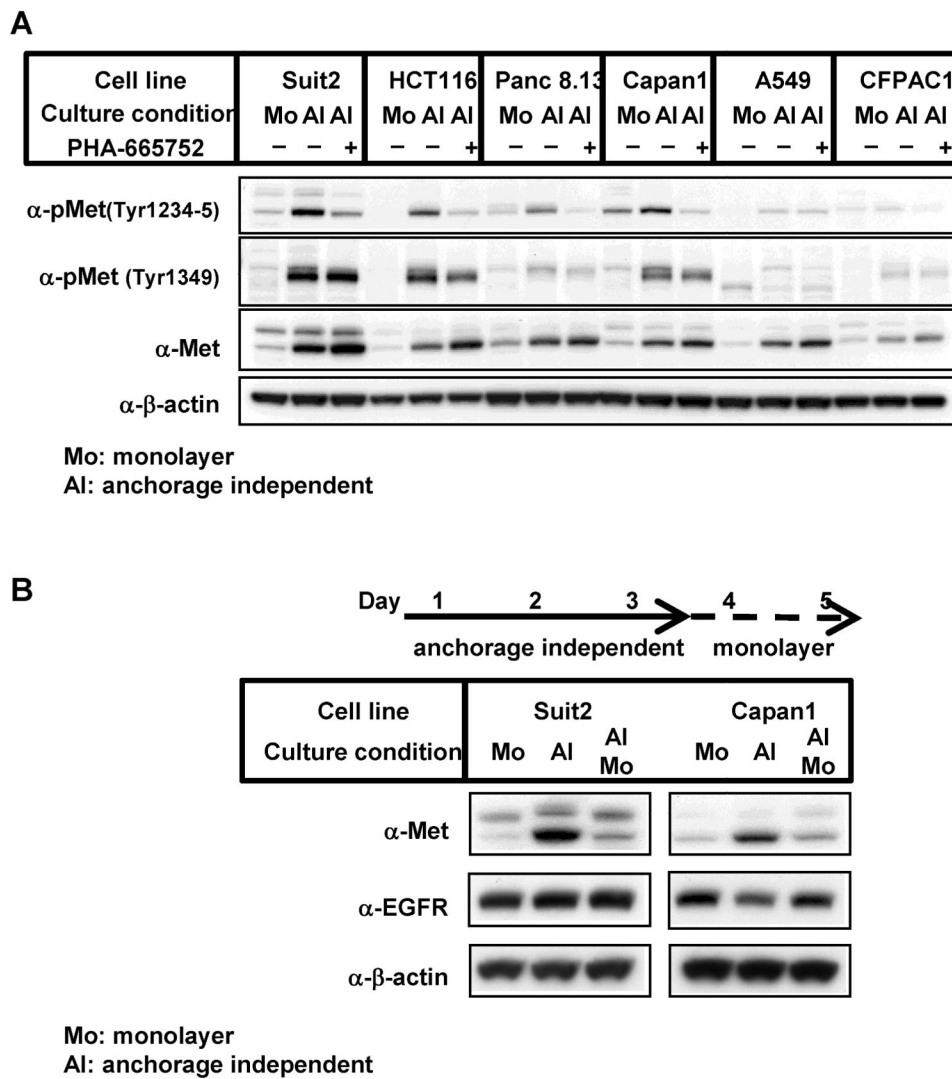 A
Cell line Suit2 HCT116 Panc 8.13 Capan1 A549 CFPAC1
Culture condition Mo AI AI Mo AI AI Mo AI AI Mo AI AI Mo AI AI Mo AI AI
PHA-665752 − − + − − + − − + − − + − − + − − +
α-pMet(Tyr1234-5)
α-pMet (Tyr1349)
α-Met
α-β-actin
Mo: monolayer
AI: anchorage independent
B
Day 1 2 3 4 5
anchorage independent monolayer
Cell line Suit2 Capan1
Culture condition Mo AI AI Mo Mo AI AI Mo
α-Met
α-EGFR
α-β-actin
Mo: monolayer
AI: anchorage independent